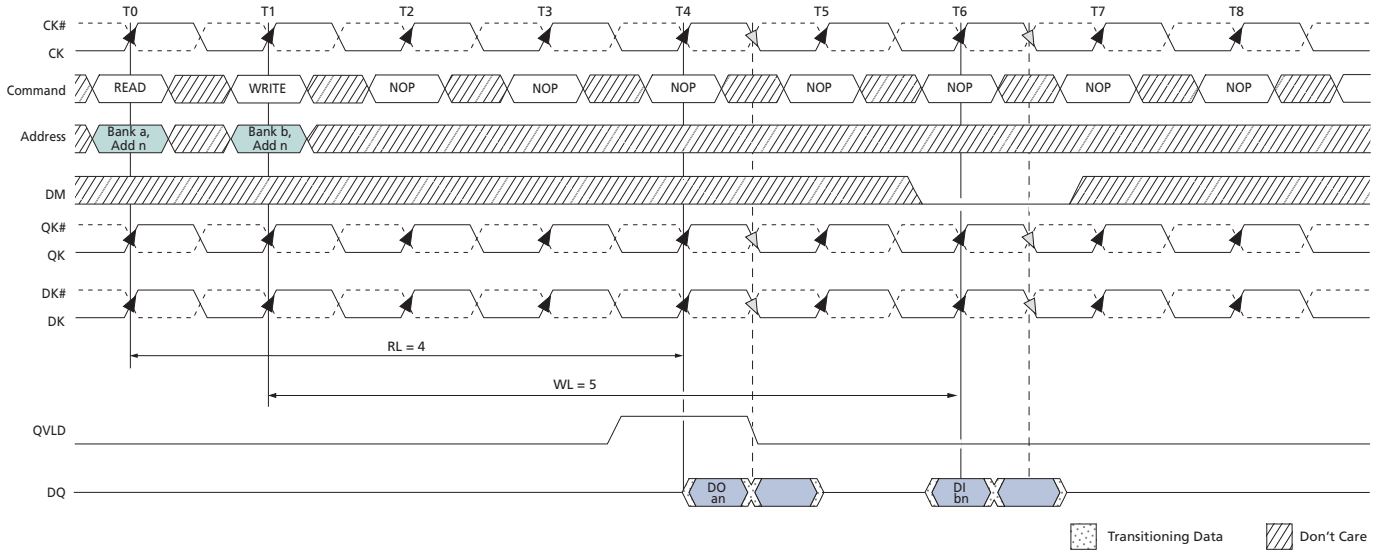 T0 T1 T2 T3 T4 T5 T6 T7 T8
CK#
CK
Command READ WRITE NOP NOP NOP NOP NOP NOP NOP
Address Bank a, Add n Bank b, Add n
DM
QK#
QK
DK#
DK
RL = 4
WL = 5
QVLD
DQ DO an DI bn
Transitioning Data Don't Care